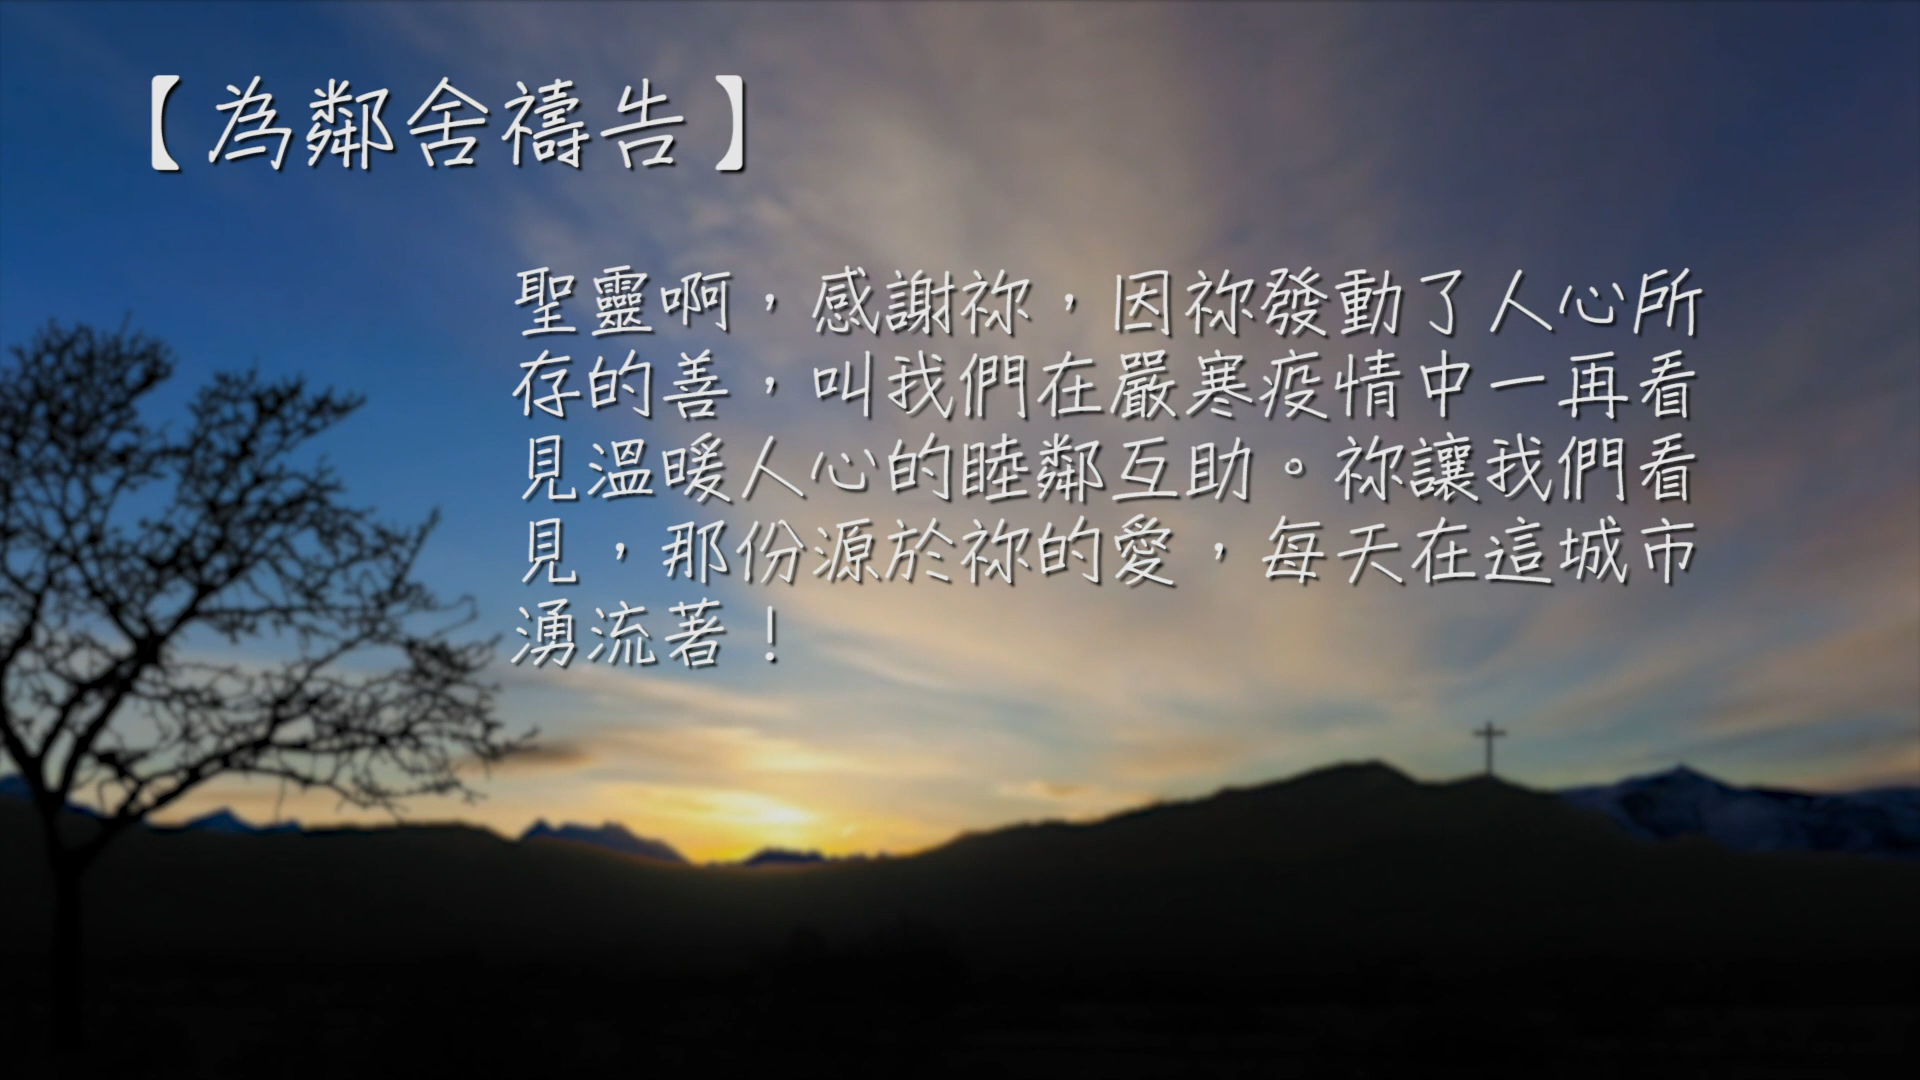 【為鄰舍禱告】
聖靈啊，感謝祢，因祢發動了人心所
存的善，叫我們在嚴寒疫情中一再看
見溫暖人心的睦鄰互助。祢讓我們看
見，那份源於祢的愛，每天在這城市
湧流著！